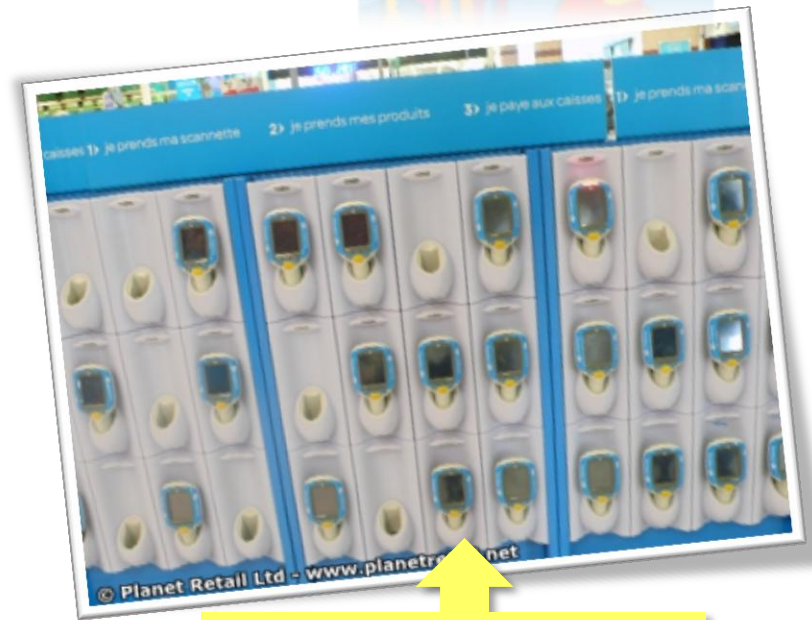 caisses 1> je prends ma scannette 2> je prends mes produits 3> je paye aux caisses 1> je prends ma scan
© Planet Retail Ltd - www.planetre .net